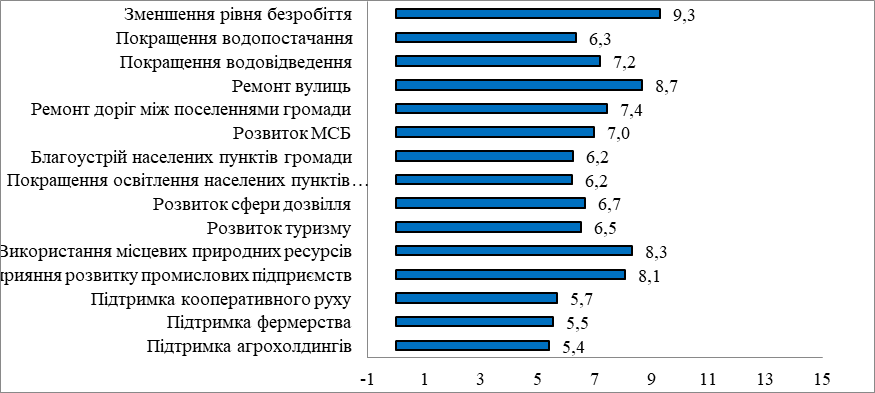 Зменшення рівня безробіття 9,3
Покращення водопостачання 6,3
Покращення водовідведення 7,2
Ремонт вулиць 8,7
Ремонт доріг між поселеннями громади 7,4
Розвиток МСБ 7,0
Благоустрій населених пунктів громади 6,2
Покращення освітлення населених пунктів… 6,2
Розвиток сфери дозвілля 6,7
Розвиток туризму 6,5
Використання місцевих природних ресурсів 8,3
рияння розвитку промислових підприємств 8,1
Підтримка кооперативного руху 5,7
Підтримка фермерства 5,5
Підтримка агрохолдингів 5,4
-1 1 3 5 7 9 11 13 15